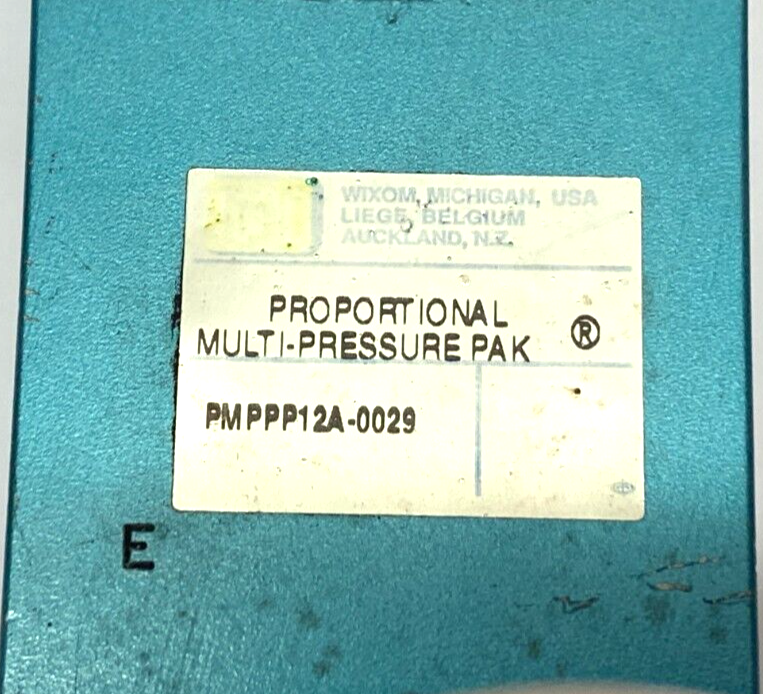 WIXOM, MICHIGAN, USA
LIEGE, BELGIUM
AUCKLAND, N.Z.
PROPORTIONAL
MULTI-PRESSURE PAK ®
PMPPP12A-0029
E